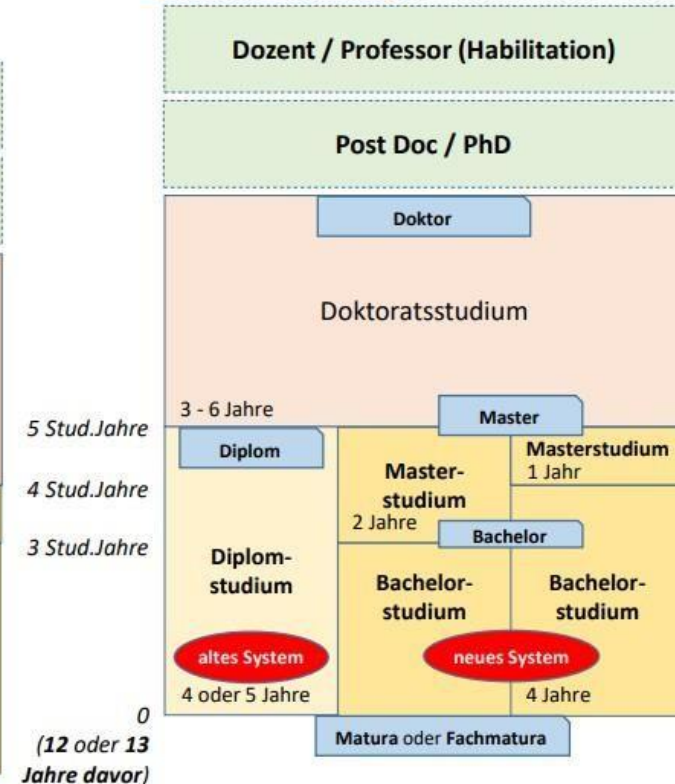 Dozent / Professor (Habilitation)
Post Doc / PhD
Doktor
Doktoratsstudium
3 - 6 Jahre
5 Stud.Jahre
4 Stud.Jahre
3 Stud.Jahre
0
(12 oder 13
Jahre davor)
Diplom
Diplom-
studium
altes System
4 oder 5 Jahre
Master
Master-
studium
2 Jahre
Masterstudium
1 Jahr
Bachelor
Bachelor-
studium
Bachelor-
studium
neues System
4 Jahre
Matura oder Fachmatura